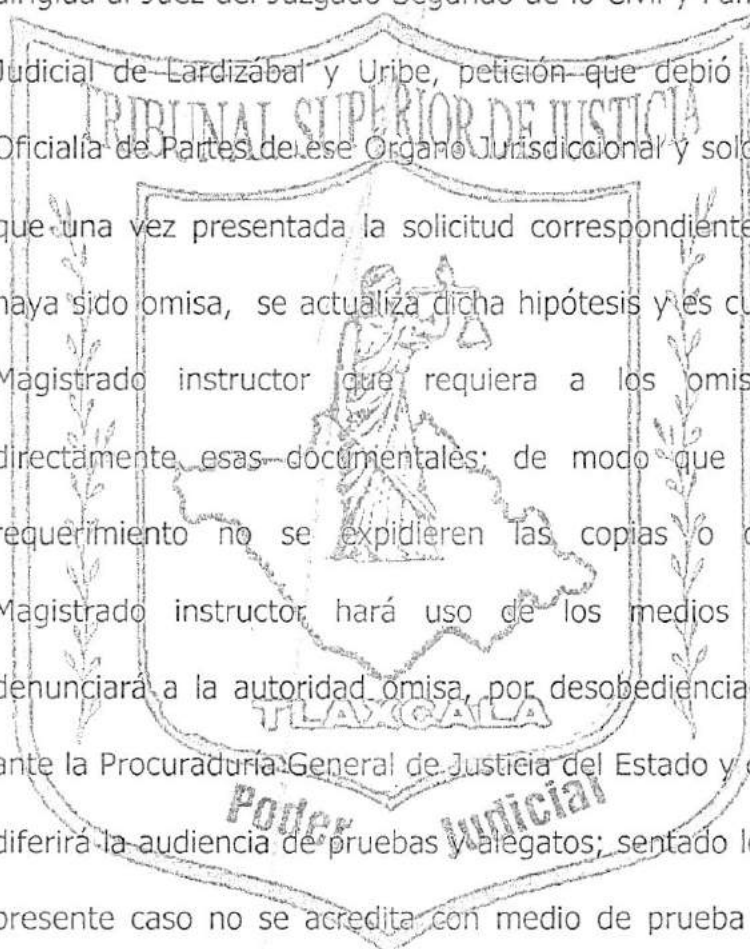 dirigida al Juez del Juzgado Segundo de lo Civil y
Judicial de Lardizábal y Uribe, petición que debió
TRIBUNAL SUPERIOR DE JUSTICIA
Oficialía de Partes de ese Órgano Jurisdiccional y
que una vez presentada la solicitud correspondiente
haya sido omisa, se actualiza dicha hipótesis y es
Magistrado instructor que requiera a los
directamente esas documentales; de modo que
requerimiento no se expidieren las copias o
Magistrado instructor hará uso de los medios
denunciará a la autoridad omisa, por
TLAXCALA
ante la Procuraduría General de Justicia del Estado y
Poder Judicial
diferirá la audiencia de pruebas y alegatos; sentado
presente caso no se acredita con medio de prueba